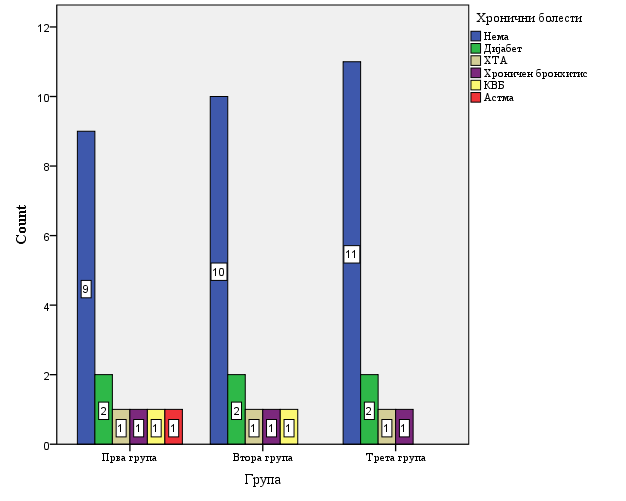 Хронични болести
Нема
Дијабет
ХТА
Хроничен бронхитис
КВБ
Астма
Count
12
10
8
6
4
2
0
9
2
1
1
1
1
10
2
1
1
1
11
2
1
1
Прва група
Втора група
Трета група
Група